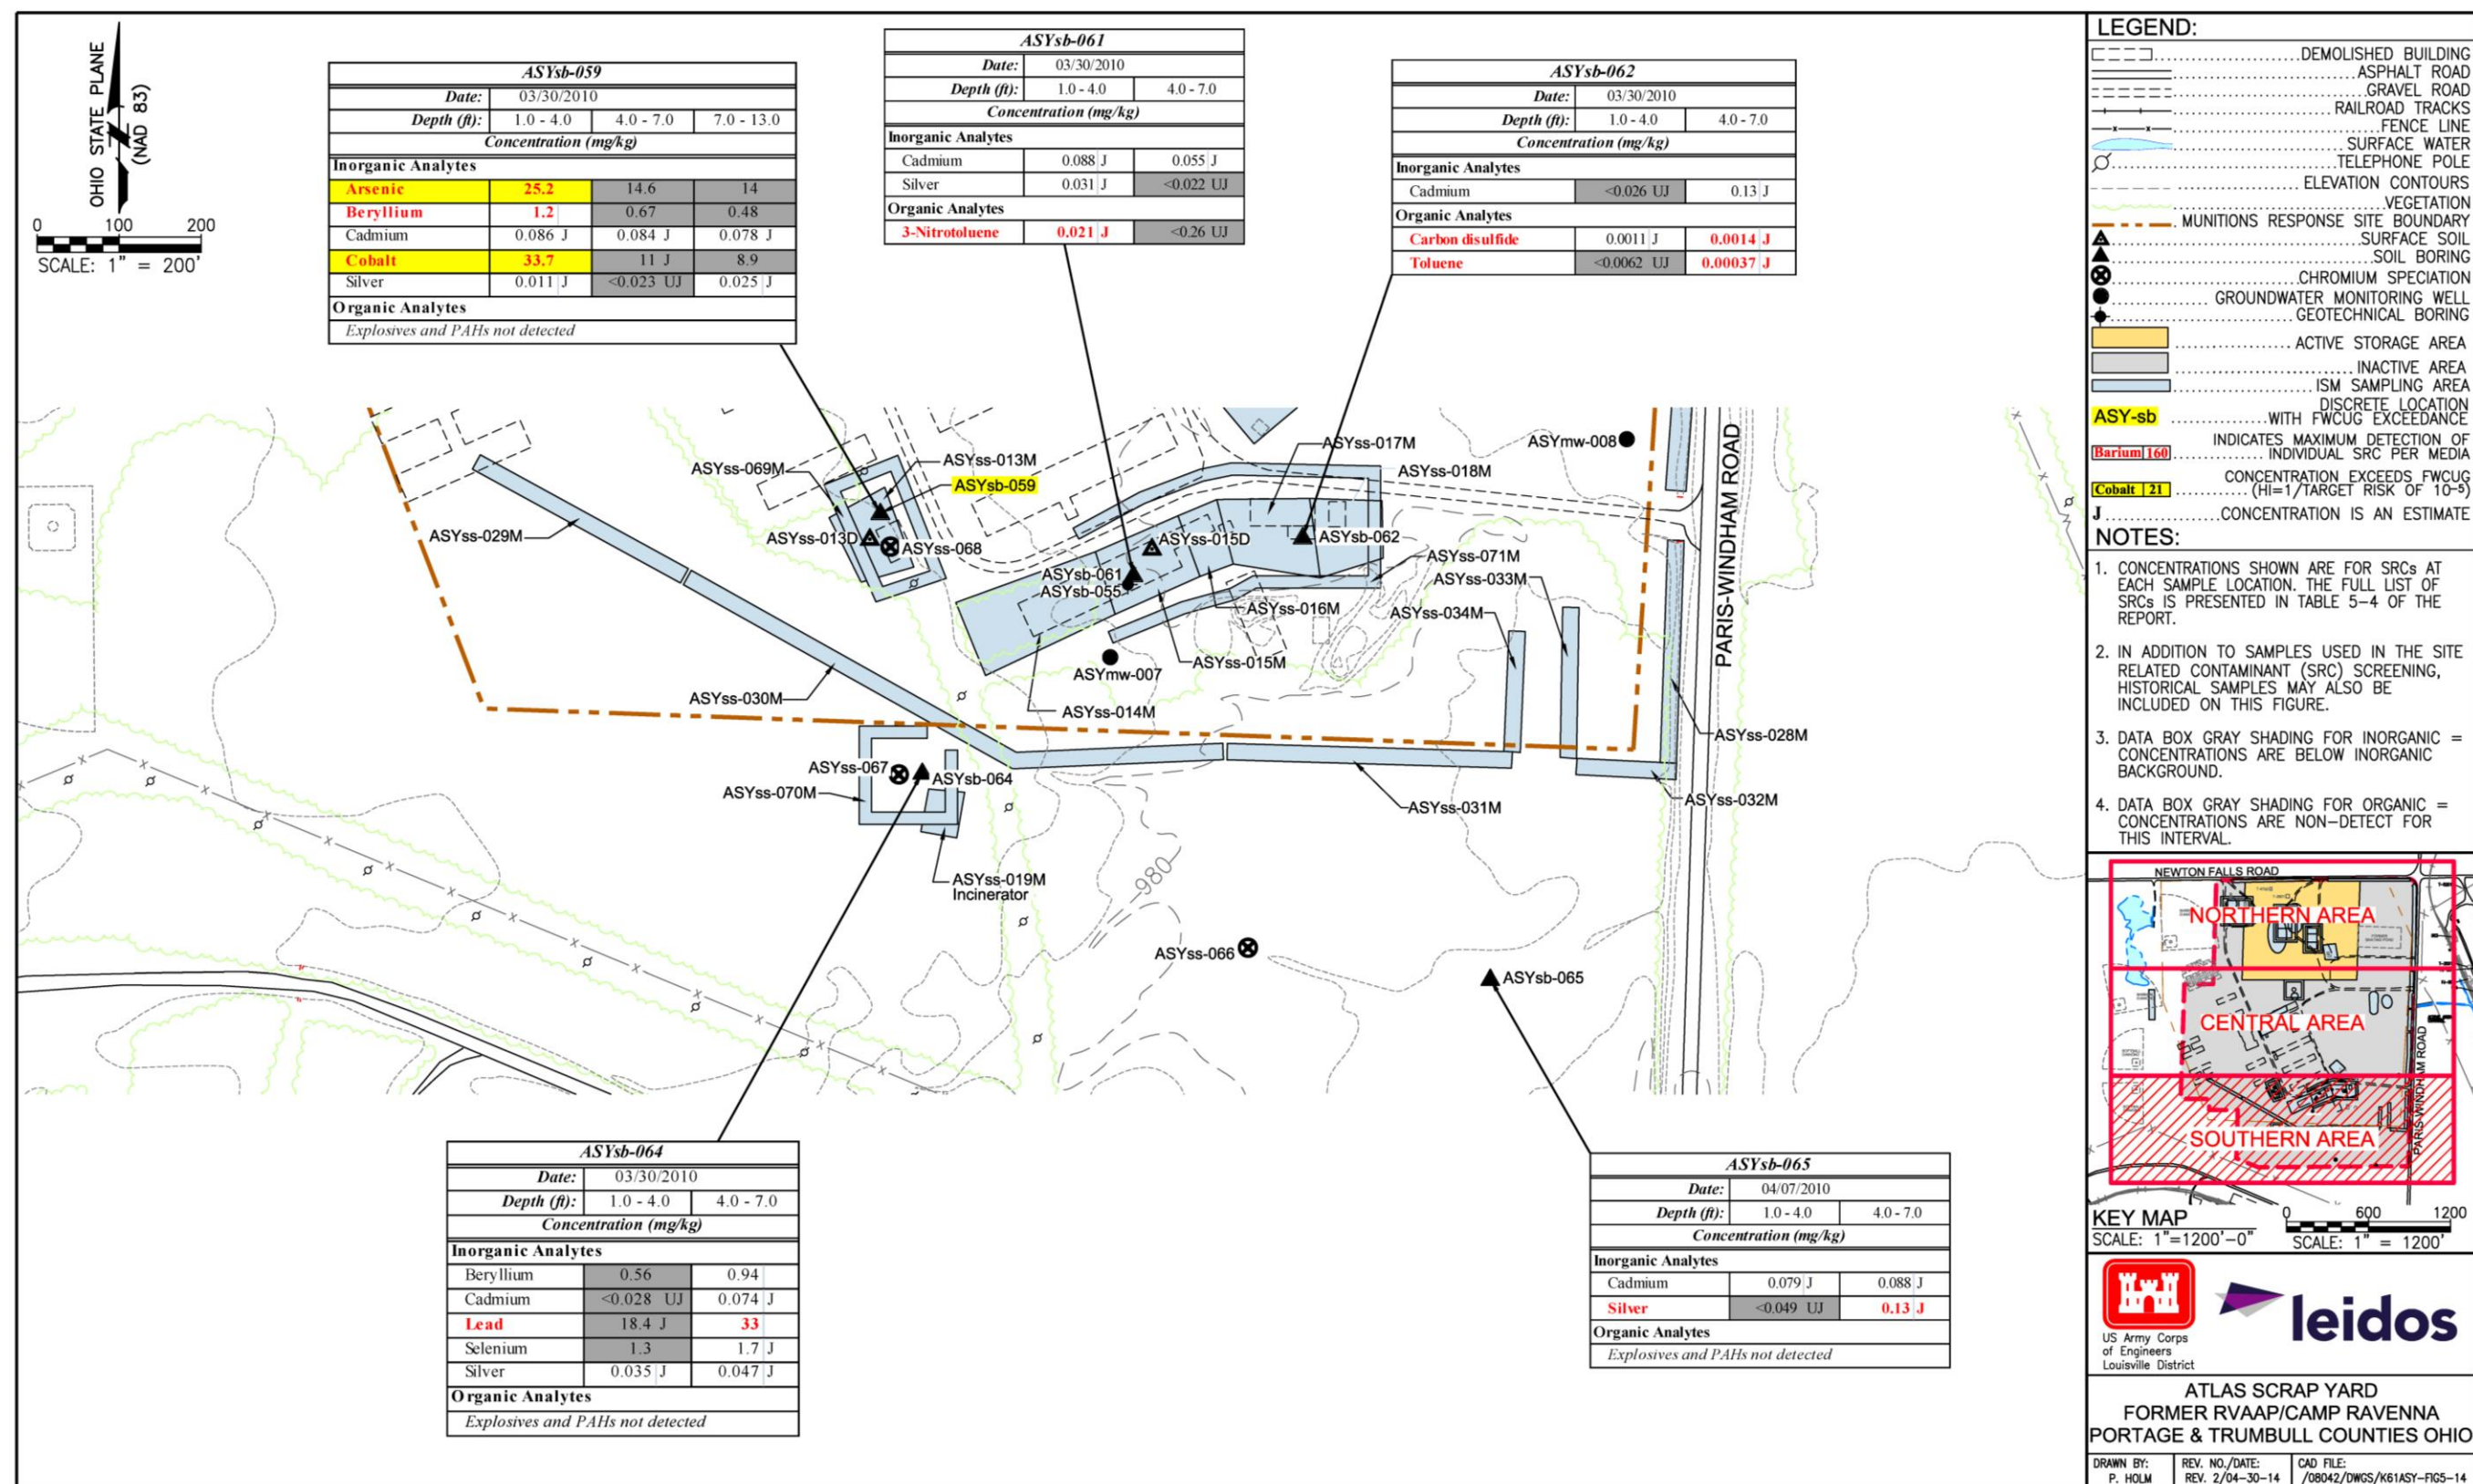 OHIO STATE PLANE
(NAD 83)
0 100 200
SCALE: 1" = 200'
ASYsb-059
Date: 03/30/2010
Depth (ft): 1.0 - 4.0 4.0 - 7.0 7.0 - 13.0
Concentration (mg/kg)
Inorganic Analytes
Arsenic 25.2 14.6 14
Beryllium 1.2 0.67 0.48
Cadmium 0.086 J 0.084 J 0.078 J
Cobalt 33.7 11 J 8.9
Silver 0.011 J <0.023 UJ 0.025 J
Organic Analytes
Explosives and PAHs not detected
ASYsb-061
Date: 03/30/2010
Depth (ft): 1.0 - 4.0 4.0 - 7.0
Concentration (mg/kg)
Inorganic Analytes
Cadmium 0.088 J 0.055 J
Silver 0.031 J <0.022 UJ
Organic Analytes
3-Nitrotoluene 0.021 J <0.26 UJ
ASYsb-062
Date: 03/30/2010
Depth (ft): 1.0 - 4.0 4.0 - 7.0
Concentration (mg/kg)
Inorganic Analytes
Cadmium <0.026 UJ 0.13 J
Organic Analytes
Carbon disulfide 0.0011 J 0.0014 J
Toluene <0.0062 UJ 0.00037 J
ASYss-069M
ASYss-013M
ASYsb-059
ASYss-017M
ASYss-018M
ASYmw-008
ASYss-029M
ASYss-013D
ASYss-068
ASYss-015D
ASYsb-062
ASYss-071M
ASYsb-061
ASYsb-055
ASYss-033M
ASYss-016M
ASYss-034M
ASYss-015M
ASYmw-007
ASYss-030M
ASYss-014M
PARIS-WINDHAM ROAD
ASYss-028M
ASYss-067
ASYsb-064
ASYss-070M
ASYss-031M
ASYss-032M
ASYss-019M
Incinerator
980
ASYss-066
ASYsb-065
ASYsb-064
Date: 03/30/2010
Depth (ft): 1.0 - 4.0 4.0 - 7.0
Concentration (mg/kg)
Inorganic Analytes
Beryllium 0.56 0.94
Cadmium <0.028 UJ 0.074 J
Lead 18.4 J 33
Selenium 1.3 1.7 J
Silver 0.035 J 0.047 J
Organic Analytes
Explosives and PAHs not detected
ASYsb-065
Date: 04/07/2010
Depth (ft): 1.0 - 4.0 4.0 - 7.0
Concentration (mg/kg)
Inorganic Analytes
Cadmium 0.079 J 0.088 J
Silver <0.049 UJ 0.13 J
Organic Analytes
Explosives and PAHs not detected
LEGEND:
DEMOLISHED BUILDING
ASPHALT ROAD
GRAVEL ROAD
RAILROAD TRACKS
FENCE LINE
SURFACE WATER
TELEPHONE POLE
ELEVATION CONTOURS
VEGETATION
MUNITIONS RESPONSE SITE BOUNDARY
SURFACE SOIL
SOIL BORING
CHROMIUM SPECIATION
GROUNDWATER MONITORING WELL
GEOTECHNICAL BORING
ACTIVE STORAGE AREA
INACTIVE AREA
ISM SAMPLING AREA
ASY-sb DISCRETE LOCATION
WITH FWCUG EXCEEDANCE
Barium 160 INDICATES MAXIMUM DETECTION OF
INDIVIDUAL SRC PER MEDIA
Cobalt 21 CONCENTRATION EXCEEDS FWCUG
(HI=1/TARGET RISK OF 10⁻⁵)
J CONCENTRATION IS AN ESTIMATE
NOTES:
1. CONCENTRATIONS SHOWN ARE FOR SRCs AT
EACH SAMPLE LOCATION. THE FULL LIST OF
SRCs IS PRESENTED IN TABLE 5-4 OF THE
REPORT.
2. IN ADDITION TO SAMPLES USED IN THE SITE
RELATED CONTAMINANT (SRC) SCREENING,
HISTORICAL SAMPLES MAY ALSO BE
INCLUDED ON THIS FIGURE.
3. DATA BOX GRAY SHADING FOR INORGANIC =
CONCENTRATIONS ARE BELOW INORGANIC
BACKGROUND.
4. DATA BOX GRAY SHADING FOR ORGANIC =
CONCENTRATIONS ARE NON-DETECT FOR
THIS INTERVAL.
NEWTON FALLS ROAD
NORTHERN AREA
CENTRAL AREA
SOUTHERN AREA
PARIS-WINDHAM ROAD
KEY MAP
SCALE: 1"=1200'-0"
0 600 1200
SCALE: 1" = 1200'
US Army Corps
of Engineers
Louisville District
leidos
ATLAS SCRAP YARD
FORMER RVAAP/CAMP RAVENNA
PORTAGE & TRUMBULL COUNTIES OHIO
DRAWN BY: P. HOLM
REV. NO./DATE: REV. 2/04-30-14
CAD FILE: /08042/DWGS/K61ASY-FIG5-14